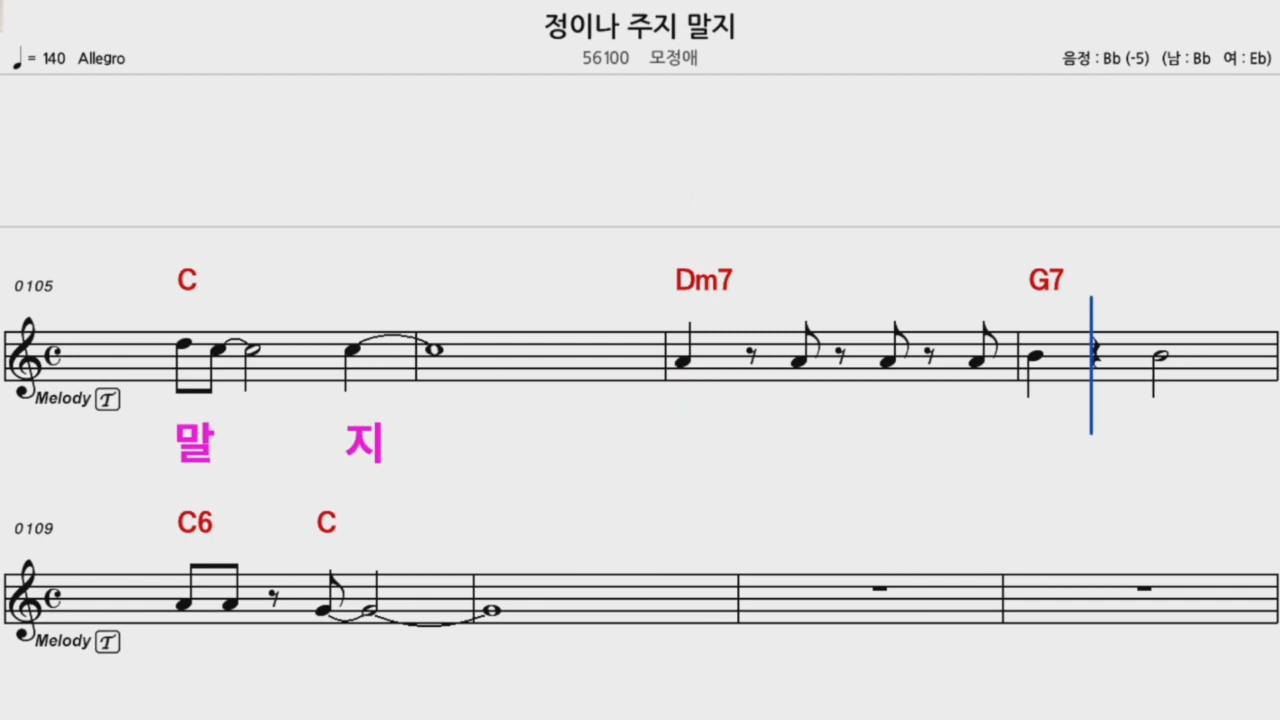 정이나 주지 말지
♩ = 140 Allegro 56100 모정애 음정 : Bb (-5) (남 : Bb 여 : Eb)
0105 C Dm7 G7
Melody T
말 지
0109 C6 C
Melody T